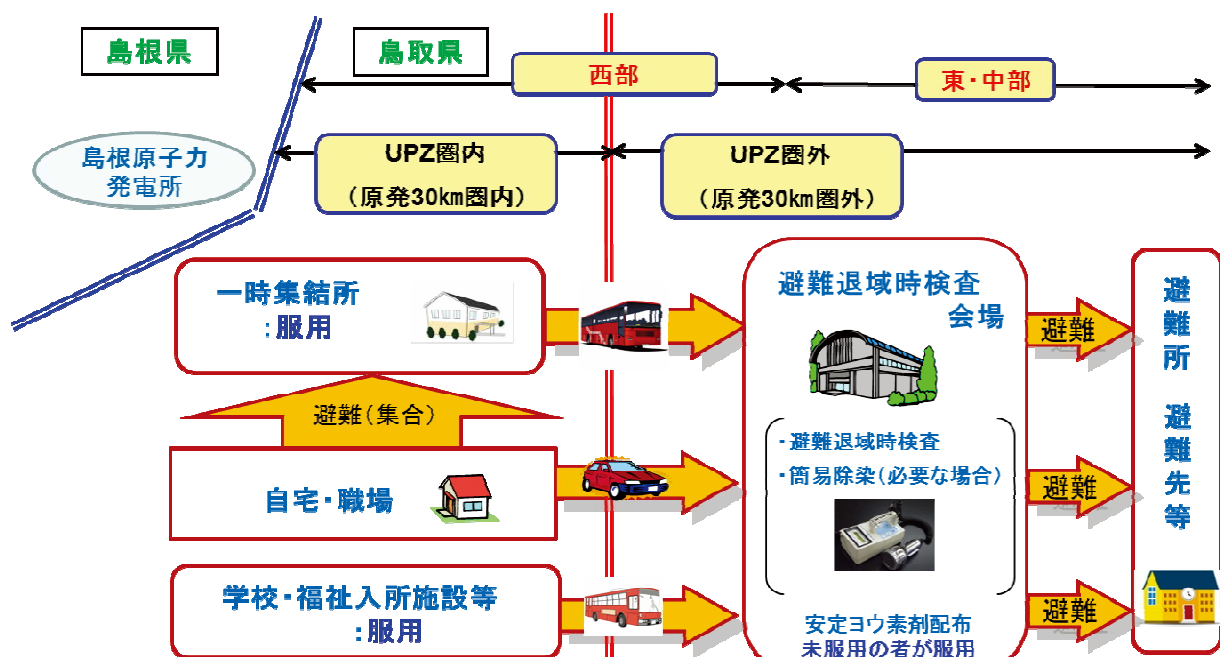 島根県
鳥取県
西部
東・中部
島根原子力
発電所
UPZ圏内
(原発30km圏内)
UPZ圏外
(原発30km圏外)
一時集結所
:服用
避難退域時検査
会場
避難
避難所 避難先等
避難(集合)
・避難退域時検査
・簡易除染(必要な場合)
自宅・職場
避難
学校・福祉入所施設等
:服用
避難
安定ヨウ素剤配布
未服用の者が服用